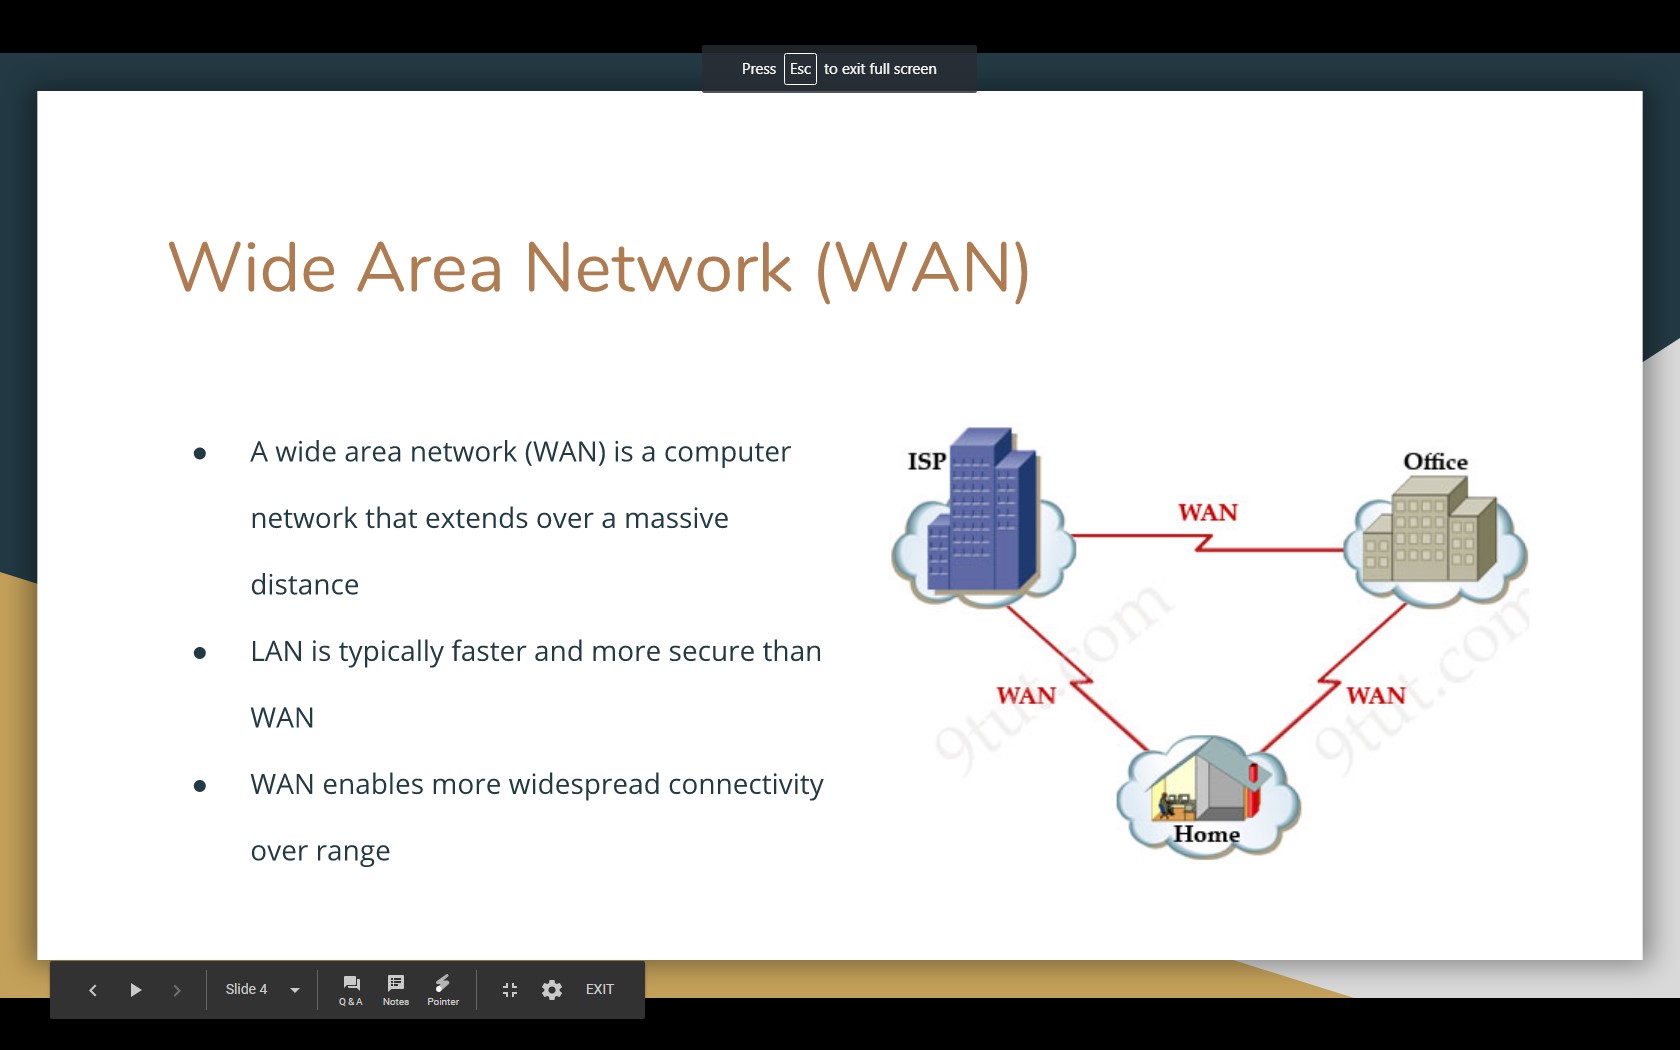 Press Esc to exit full screen
Wide Area Network (WAN)
● A wide area network (WAN) is a computer
network that extends over a massive
distance
● LAN is typically faster and more secure than
WAN
● WAN enables more widespread connectivity
over range
ISP
Office
WAN
WAN
WAN
Home
9tut.com
9tut.com
Slide 4
Q & A
Notes
Pointer
EXIT